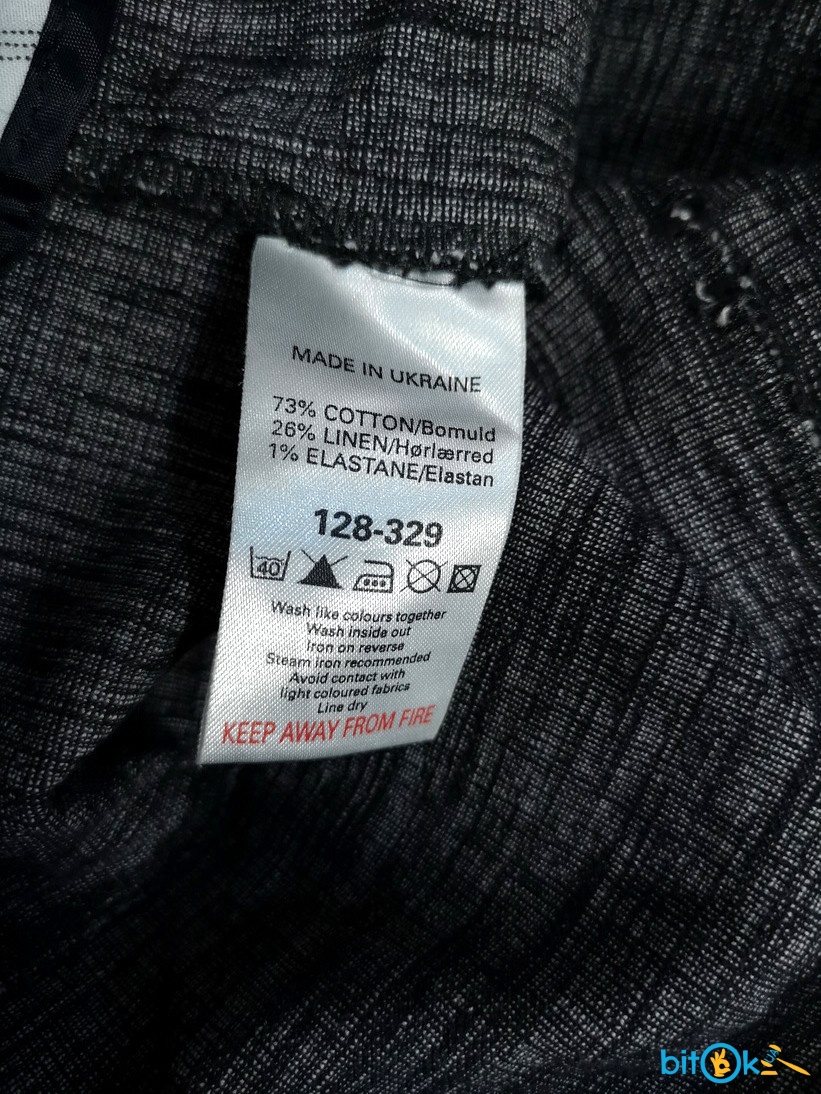 MADE IN UKRAINE
73% COTTON/Bomuld
26% LINEN/Hørlærred
1% ELASTANE/Elastan
128-329
40
Wash like colours together
Wash inside out
Iron on reverse
Steam iron recommended
Avoid contact with
light coloured fabrics
Line dry
KEEP AWAY FROM FIRE
bitOk